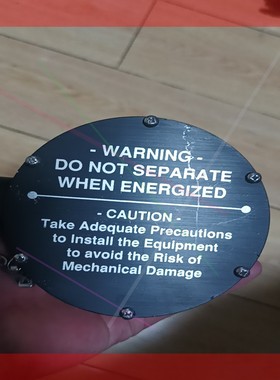 - WARNING -
DO NOT SEPARATE
WHEN ENERGIZED
- CAUTION -
Take Adequate Precautions
to Install the Equipment
to avoid the Risk of
Mechanical Damage